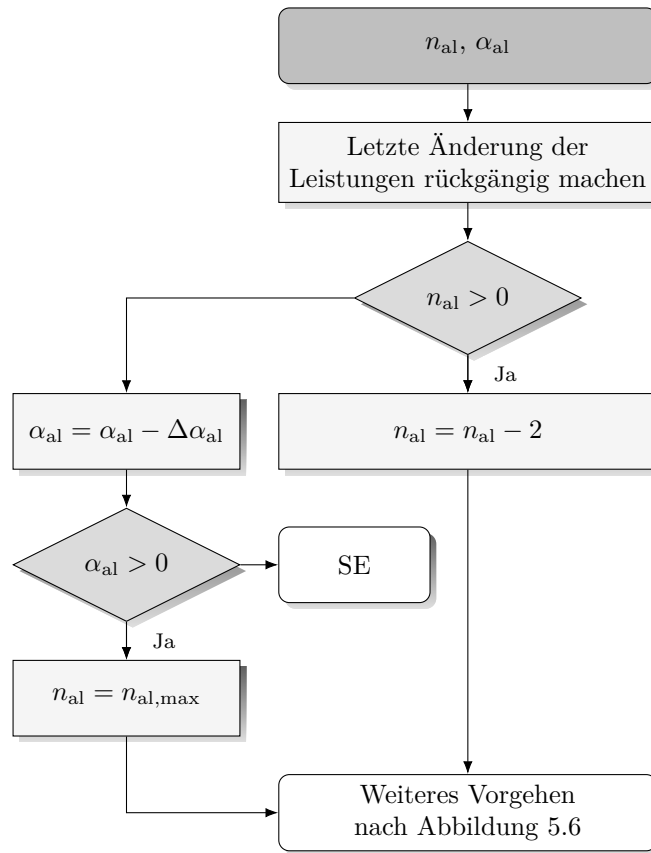 n_al, α_al
Letzte Änderung der
Leistungen rückgängig machen
n_al > 0
Ja
α_al = α_al − Δα_al
n_al = n_al − 2
α_al > 0
SE
Ja
n_al = n_al,max
Weiteres Vorgehen
nach Abbildung 5.6